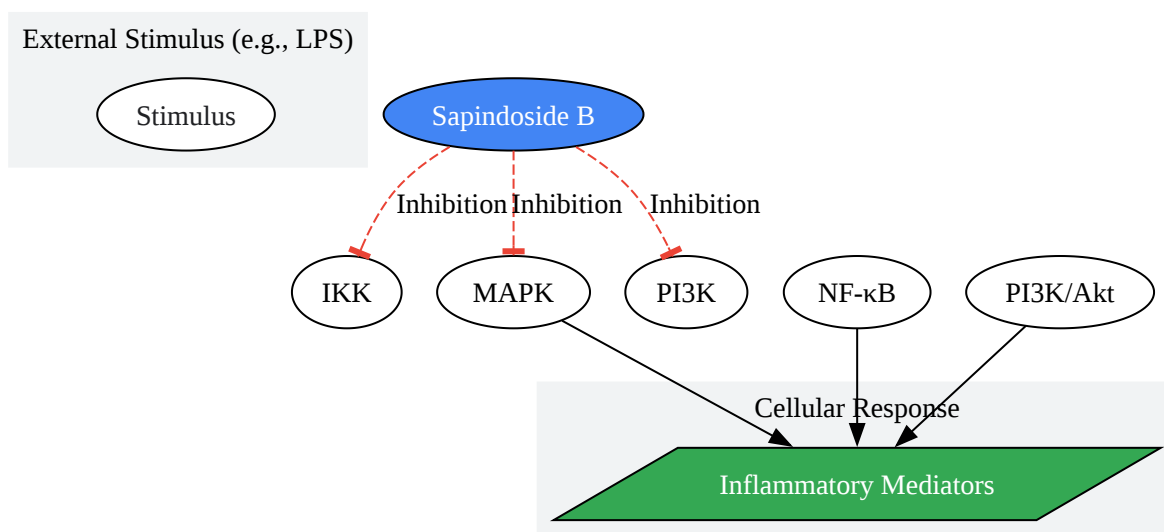 External Stimulus (e.g., LPS)
Stimulus
Sapindoside B
Inhibition
Inhibition
Inhibition
IKK
MAPK
PI3K
NF-κB
PI3K/Akt
Cellular Response
Inflammatory Mediators